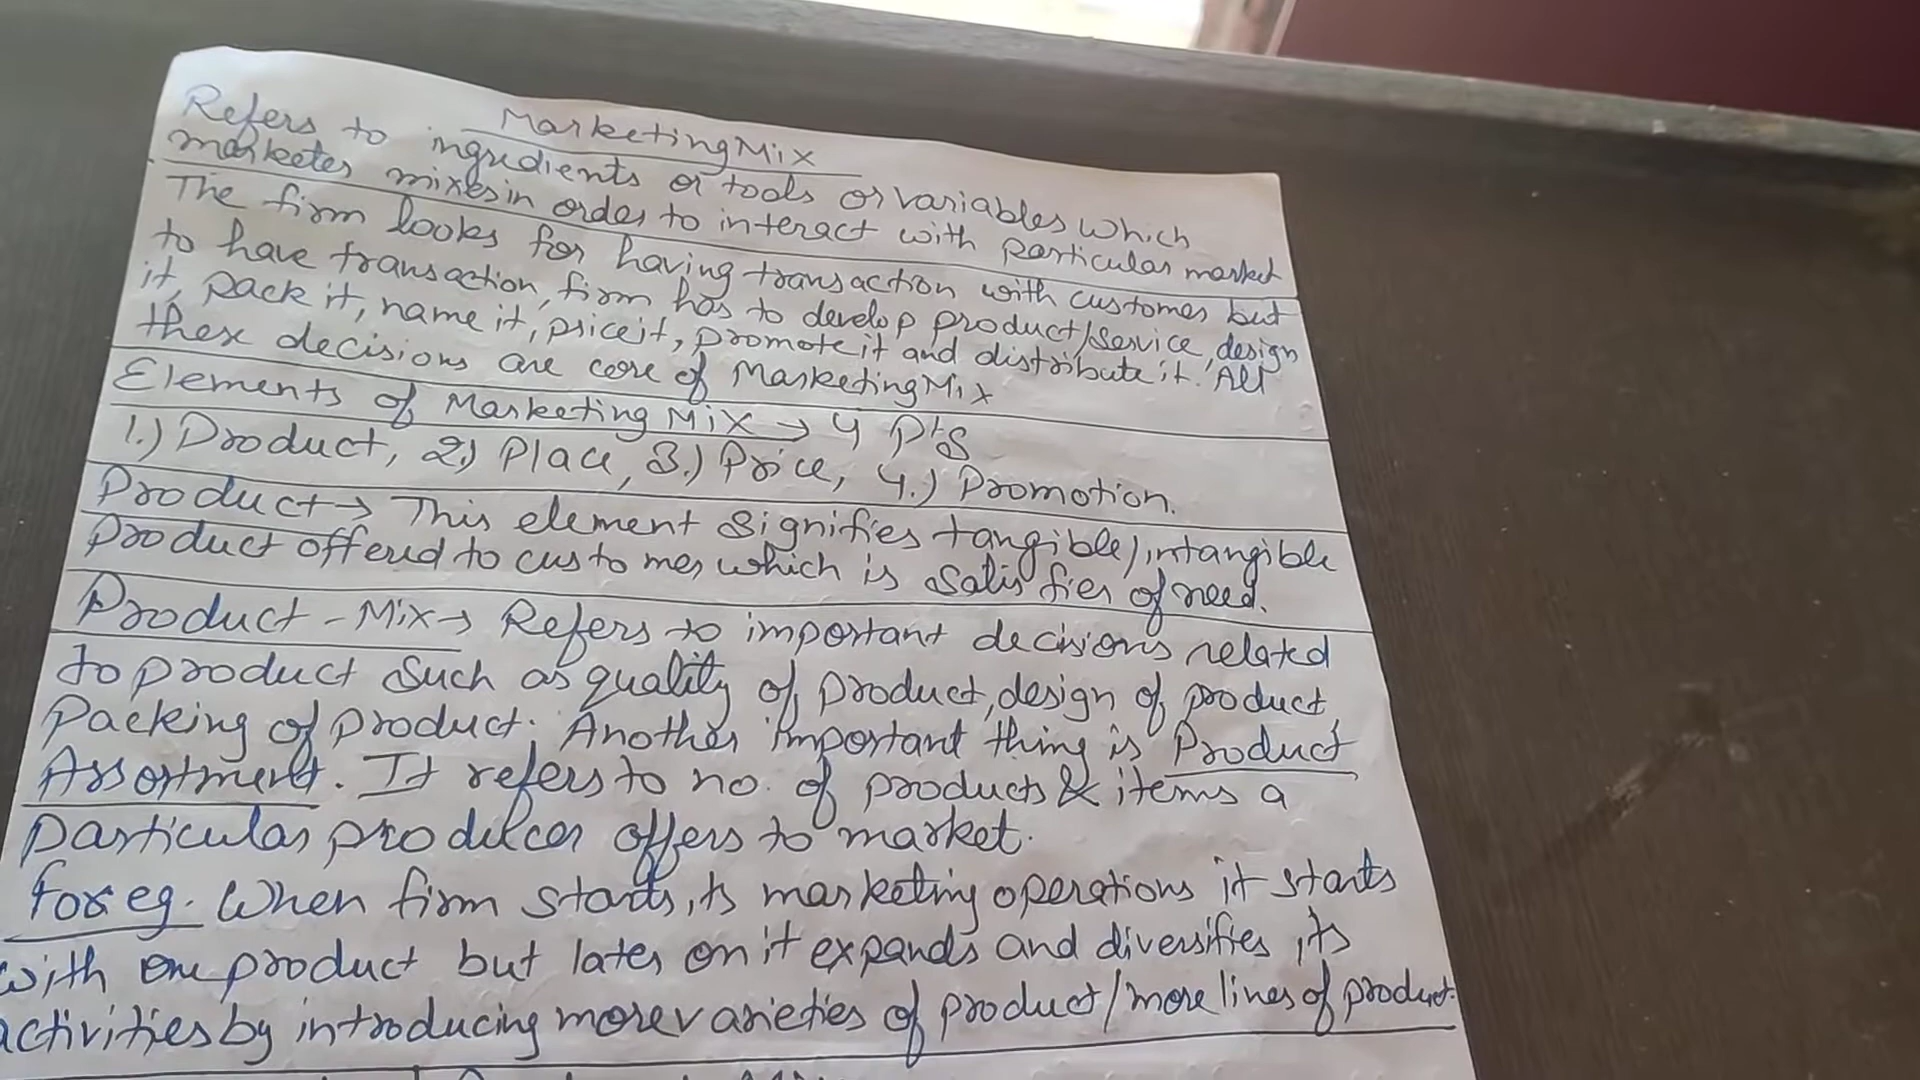 Marketing Mix
Refers to ingredients or tools or variables which
marketer mixes in order to interact with particular market
The firm looks for having transaction with customer but
to have transaction, firm has to develop product/Service, design
it, pack it, name it, price it, promote it and distribute it. All
these decisions are core of Marketing Mix
Elements of Marketing Mix → 4 P's
1.) Product, 2.) Place, 3.) Price, 4.) Promotion.
Product → This element signifies tangible/intangible
product offered to customer which is satisfies of need.
Product - Mix → Refers to important decisions related
to product such as quality of product, design of product,
Packing of product. Another important thing is Product
Assortment. It refers to no. of products & items a
particular producer offers to market.
for eg. When firm starts its marketing operations it starts
with one product but later on it expands and diversifies its
activities by introducing more varieties of product/more lines of product.